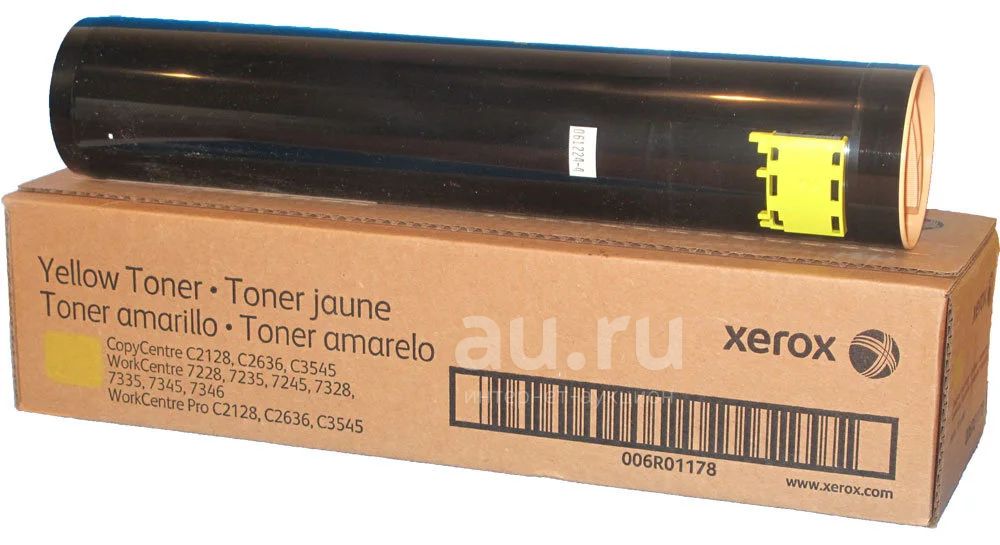 061224-A
Yellow Toner • Toner jaune
Toner amarillo • Toner amarelo
CopyCentre C2128, C2636, C3545
WorkCentre 7228, 7235, 7245, 7328,
7335, 7345, 7346
WorkCentre Pro C2128, C2636, C3545
xerox
au.ru
интернет-аукцион
006R01178
www.xerox.com